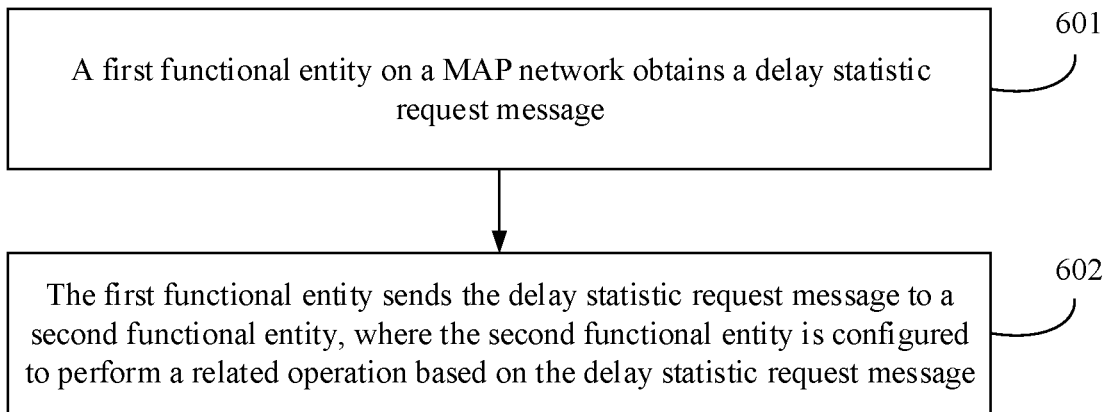 601
A first functional entity on a MAP network obtains a delay statistic
request message
602
The first functional entity sends the delay statistic request message to a
second functional entity, where the second functional entity is configured
to perform a related operation based on the delay statistic request message